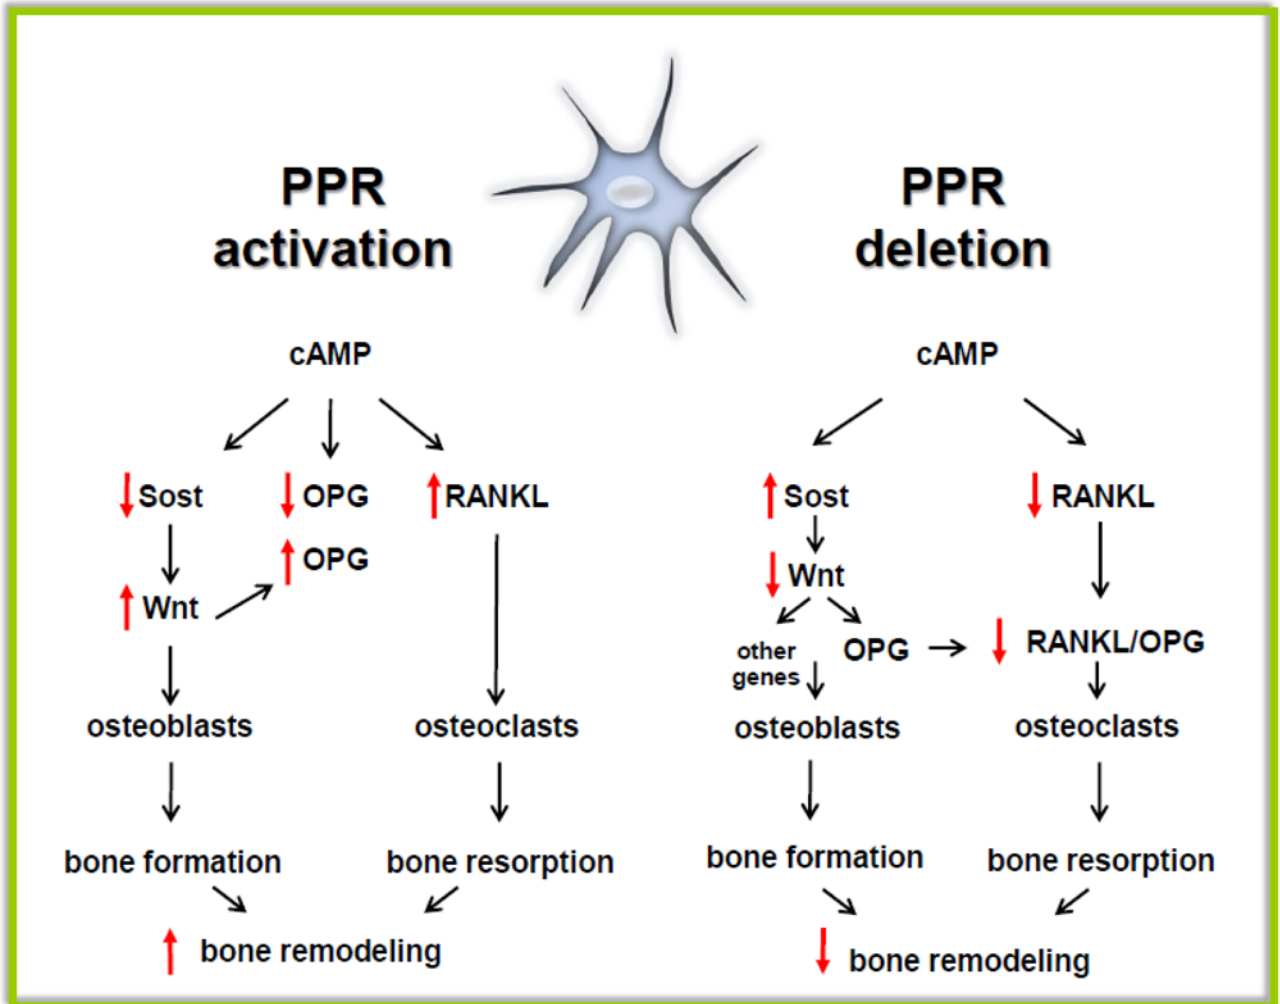 PPR
activation
cAMP
↓ Sost
↓ OPG
↑ RANKL
↑ OPG
↑ Wnt
osteoblasts
osteoclasts
bone formation
bone resorption
↑ bone remodeling
PPR
deletion
cAMP
↑ Sost
↓ RANKL
↓ Wnt
other
genes
OPG
↓ RANKL/OPG
osteoblasts
osteoclasts
bone formation
bone resorption
↓ bone remodeling